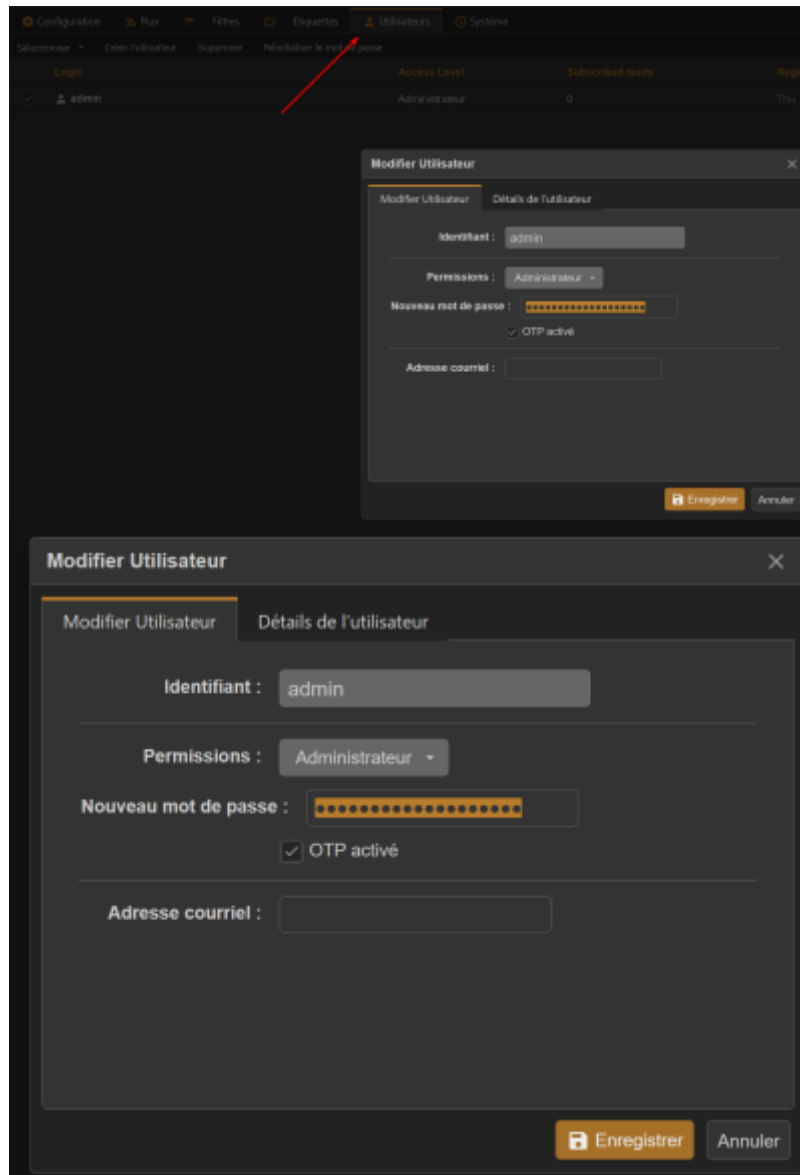 Configuration Flux Filtres Etiquettes Utilisateurs Système
Sélectionner Créer l'utilisateur Supprimer Réinitialiser le mot de passe
Login Access Level Subscribed feeds
admin Administrateur 0 Thu,
Modifier Utilisateur
Modifier Utilisateur Détails de l'utilisateur
Identifiant : admin
Permissions : Administrateur
Nouveau mot de passe :
OTP activé
Adresse courriel :
Enregistrer Annuler
Modifier Utilisateur
Modifier Utilisateur Détails de l'utilisateur
Identifiant : admin
Permissions : Administrateur
Nouveau mot de passe :
OTP activé
Adresse courriel :
Enregistrer Annuler